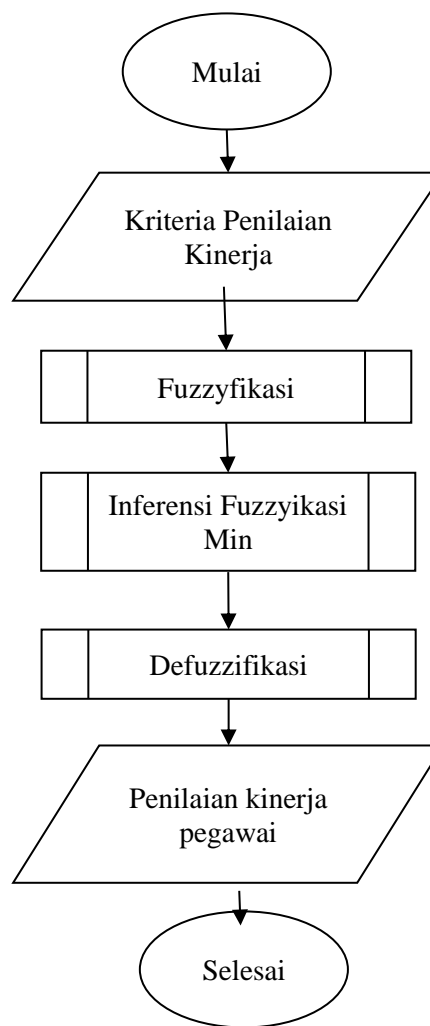 Mulai
Kriteria Penilaian
Kinerja
Fuzzyfikasi
Inferensi Fuzzyikasi
Min
Defuzzifikasi
Penilaian kinerja
pegawai
Selesai